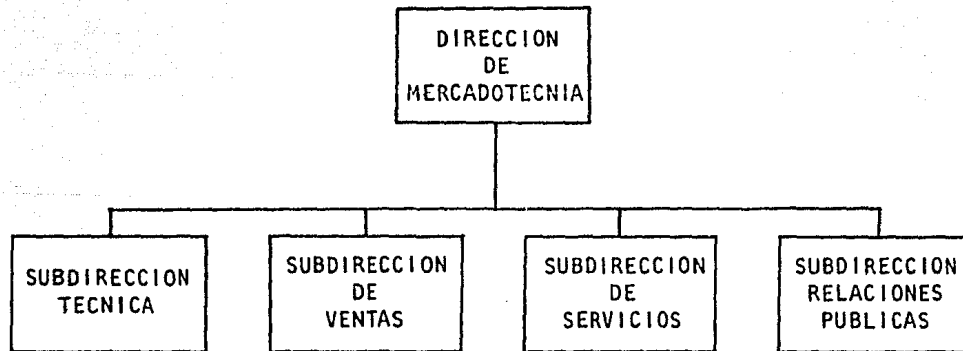 DIRECCION
DE
MERCADOTECNIA
SUBDIRECCION
TECNICA
SUBDIRECCION
DE
VENTAS
SUBDIRECCION
DE
SERVICIOS
SUBDIRECCION
RELACIONES
PUBLICAS